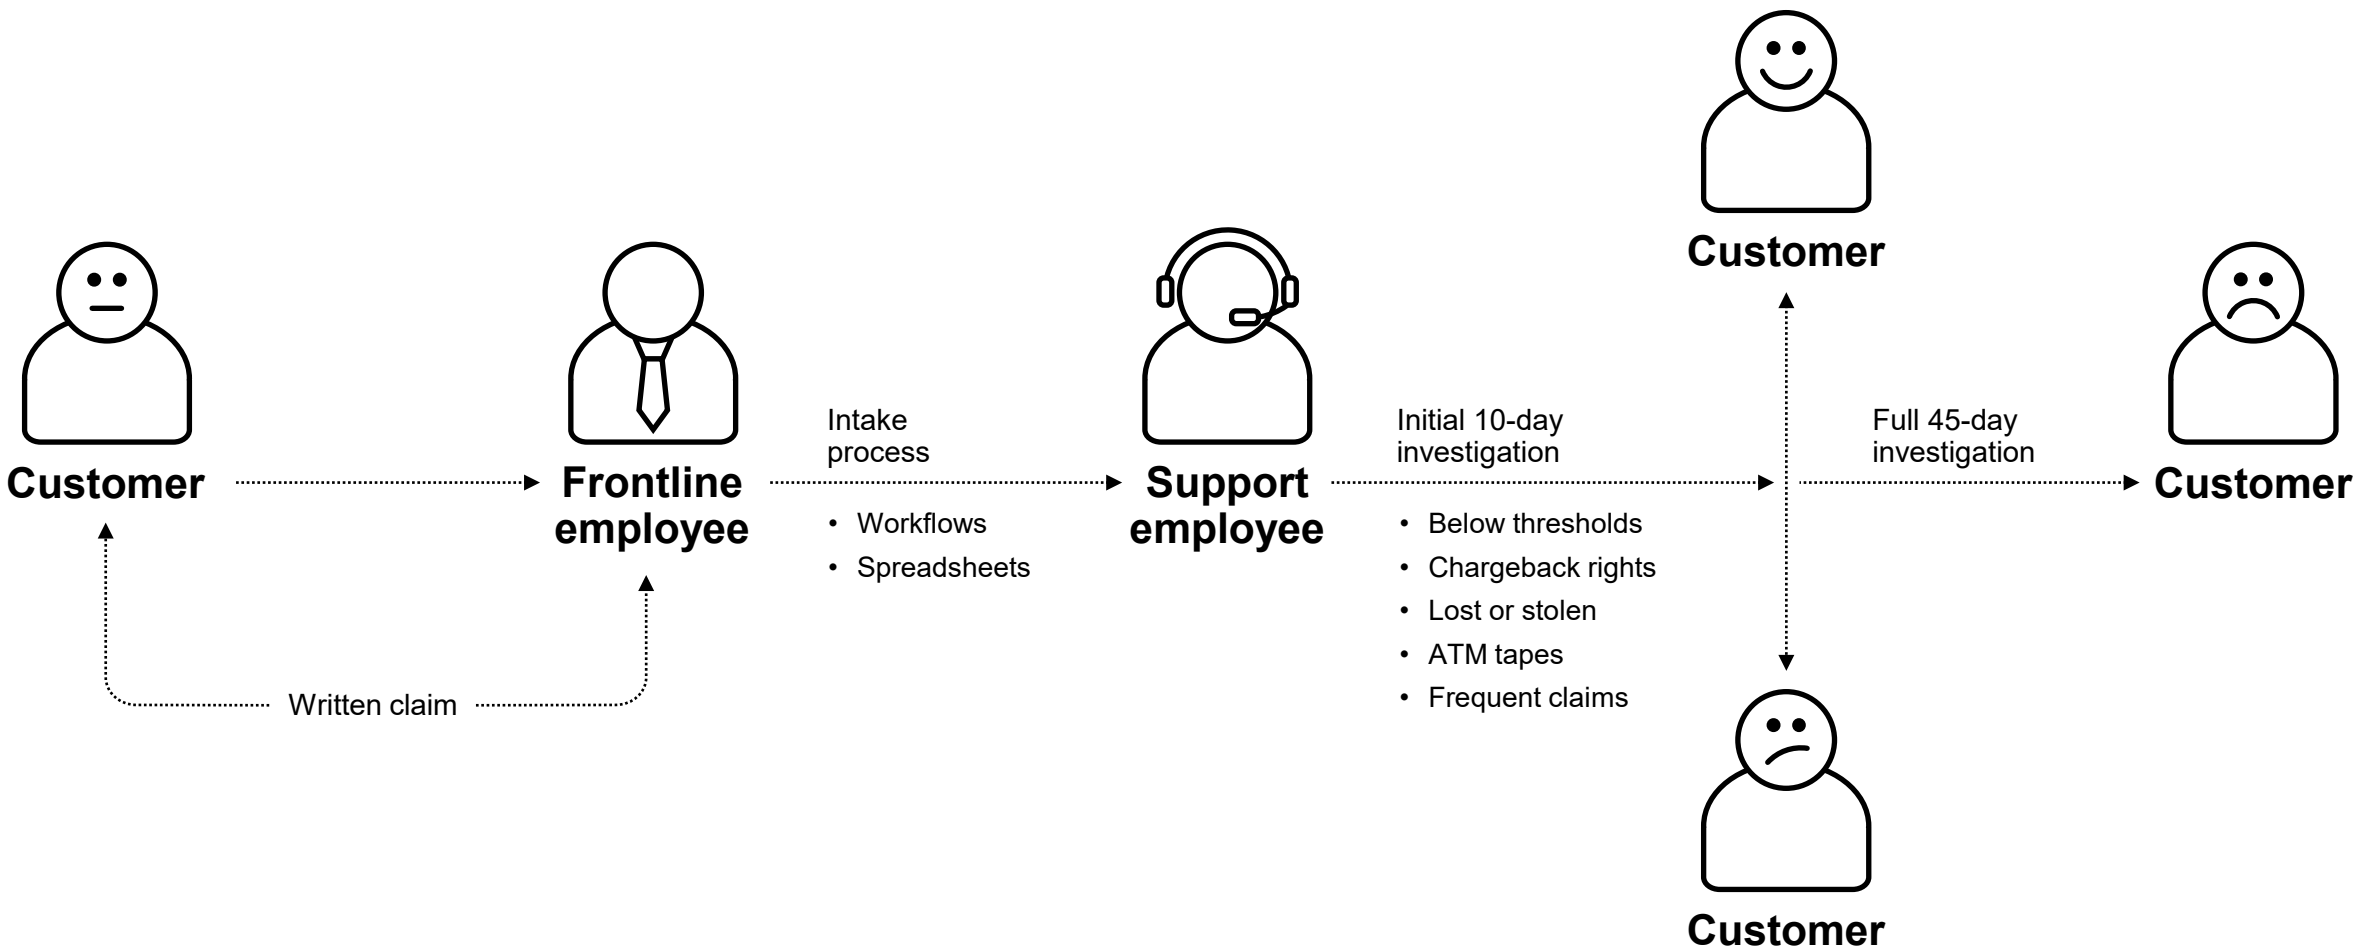 Customer
Customer
Frontline
employee
Intake
process
• Workflows
• Spreadsheets
Support
employee
Initial 10-day
investigation
• Below thresholds
• Chargeback rights
• Lost or stolen
• ATM tapes
• Frequent claims
Full 45-day
investigation
Customer
Written claim
Customer